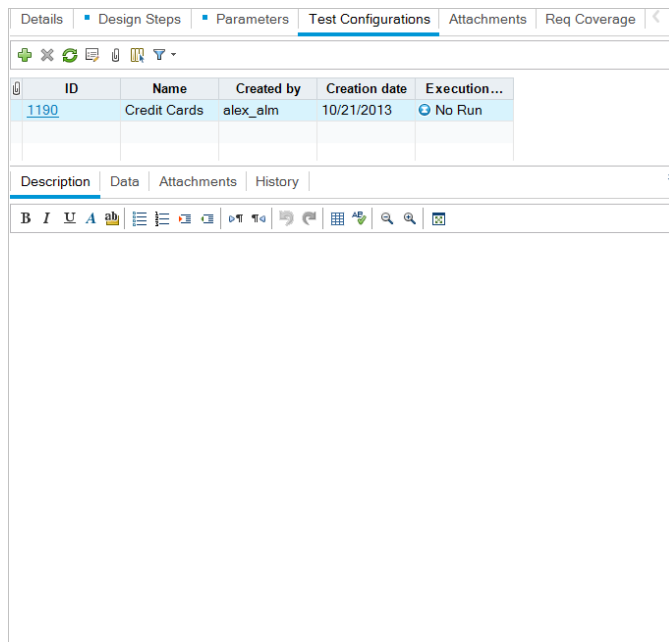 Details Design Steps Parameters Test Configurations Attachments Req Coverage
ID Name Created by Creation date Execution...
1190 Credit Cards alex_alm 10/21/2013 No Run
Description Data Attachments History
B I U A ab